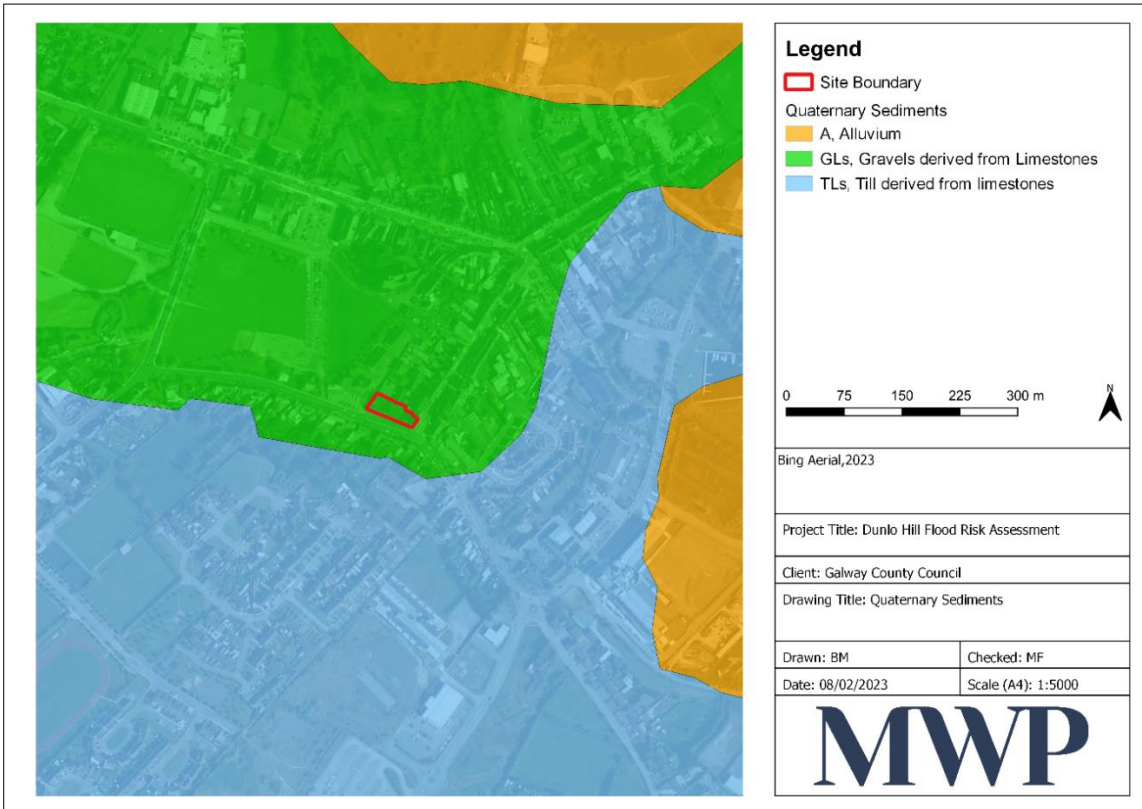 Legend
Site Boundary
Quaternary Sediments
A, Alluvium
GLs, Gravels derived from Limestones
TLs, Till derived from limestones
0 75 150 225 300 m
N
Bing Aerial,2023
Project Title: Dunlo Hill Flood Risk Assessment
Client: Galway County Council
Drawing Title: Quaternary Sediments
Drawn: BM Checked: MF
Date: 08/02/2023 Scale (A4): 1:5000
MWP